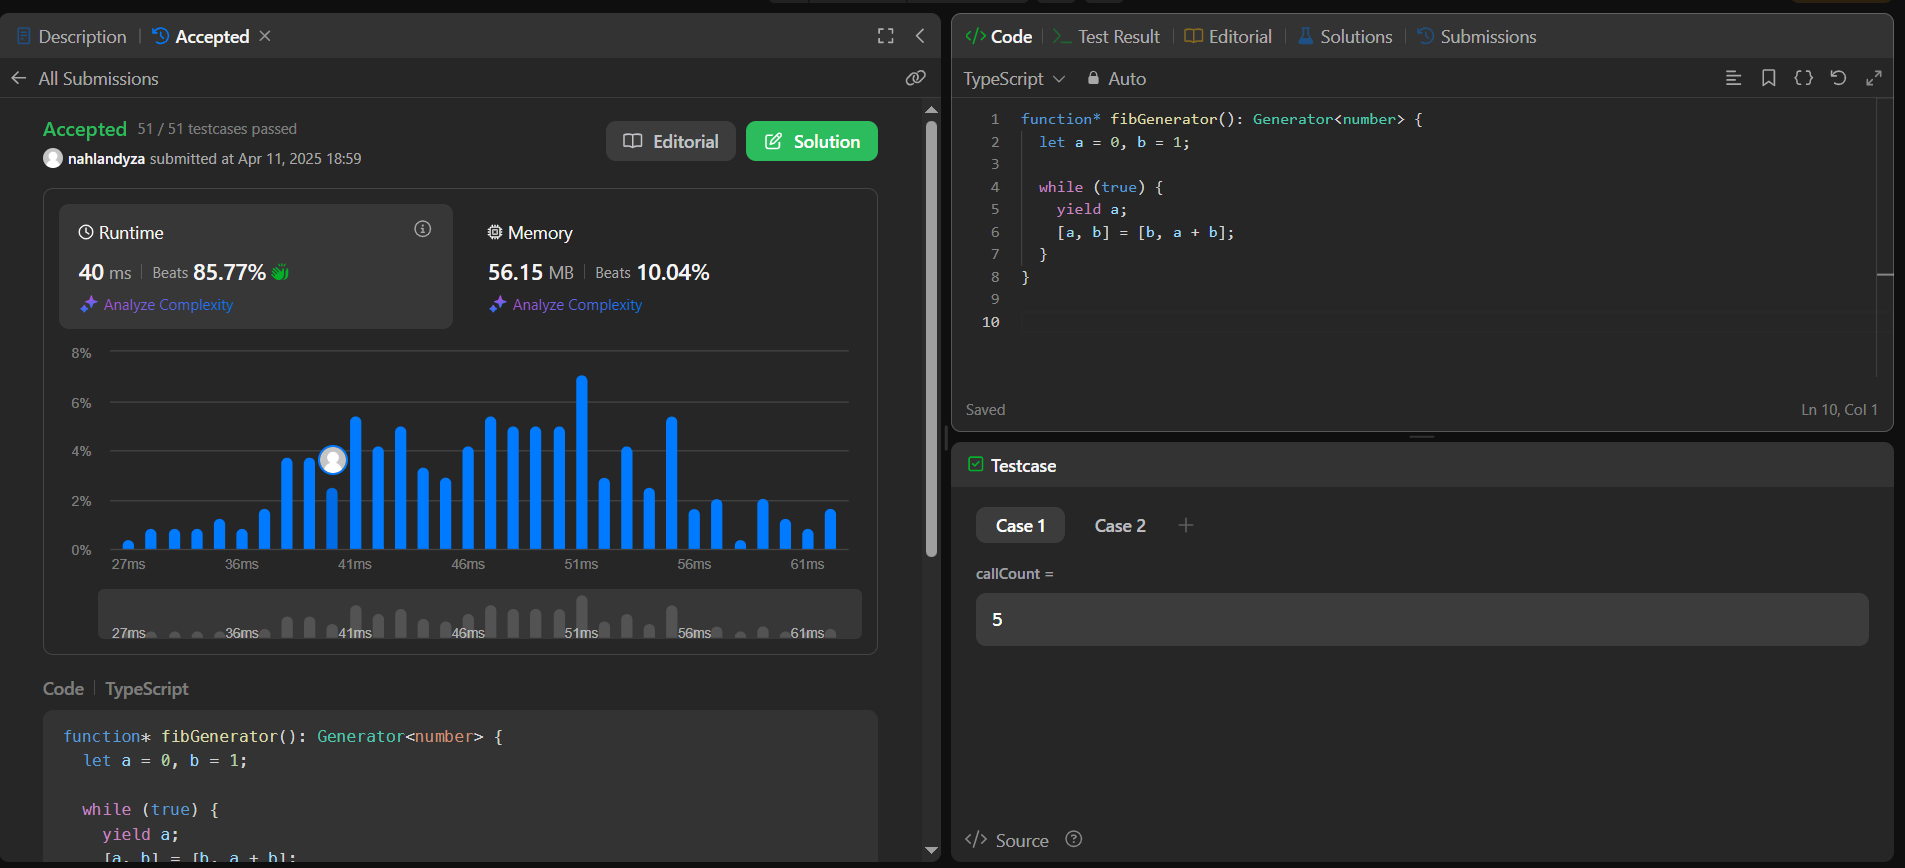 Description | Accepted
All Submissions
Accepted 51 / 51 testcases passed
nahlandyza submitted at Apr 11, 2025 18:59
Editorial
Solution
Runtime
40 ms | Beats 85.77%
Analyze Complexity
Memory
56.15 MB | Beats 10.04%
Analyze Complexity
8%
6%
4%
2%
0%
27ms 36ms 41ms 46ms 51ms 56ms 61ms
27ms 36ms 41ms 46ms 51ms 56ms 61ms
Code | TypeScript
function* fibGenerator(): Generator<number> {
  let a = 0, b = 1;
  while (true) {
    yield a;
    [a, b] = [b, a + b];
</> Code | >_ Test Result | Editorial | Solutions | Submissions
TypeScript Auto
1 function* fibGenerator(): Generator<number> {
2   let a = 0, b = 1;
3
4   while (true) {
5     yield a;
6     [a, b] = [b, a + b];
7   }
8 }
9
10
Saved Ln 10, Col 1
Testcase
Case 1 Case 2 +
callCount =
5
</> Source ?